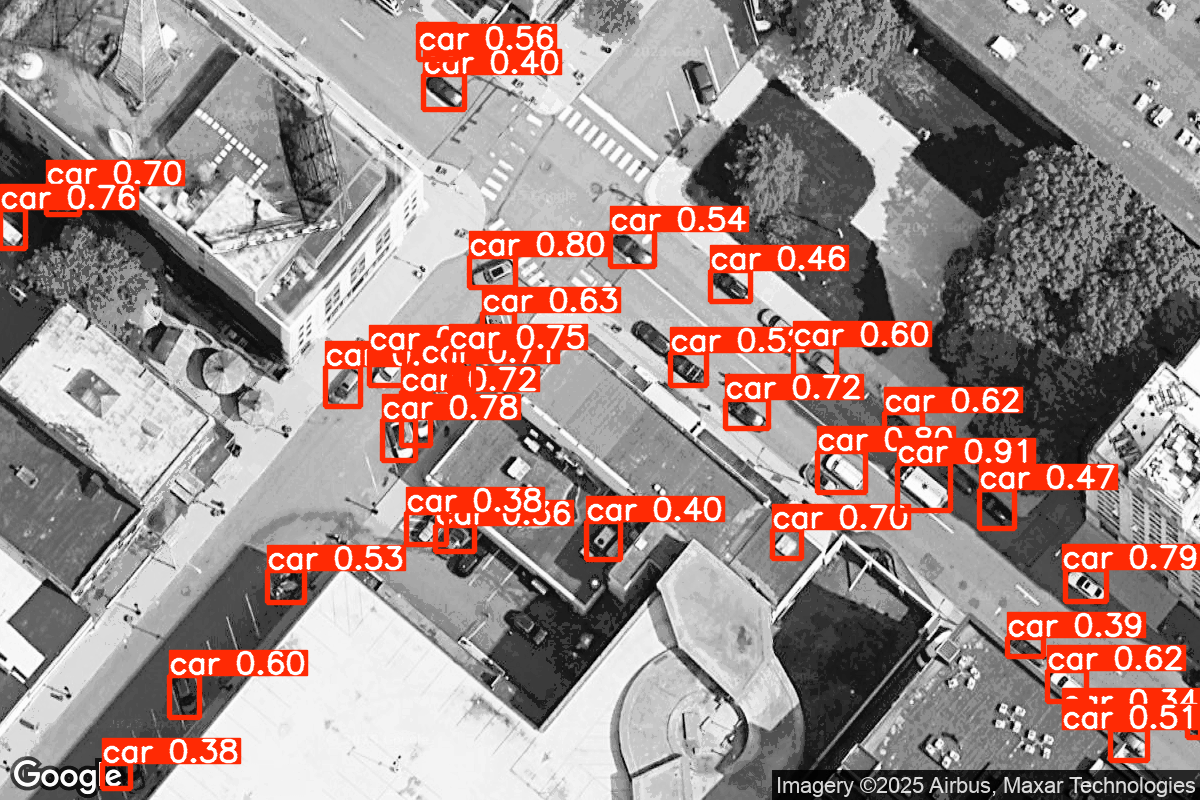 car 0.56
car 0.40
car 0.70
car 0.76
car 0.54
car 0.80
car 0.46
car 0.63
car 0.75
car 0.60
car 0.72
car 0.72
car 0.78
car 0.62
car 0.91
car 0.47
car 0.38
car 0.40
car 0.70
car 0.53
car 0.79
car 0.39
car 0.60
car 0.62
car 0.51
car 0.38
Google
Imagery ©2025 Airbus, Maxar Technologies